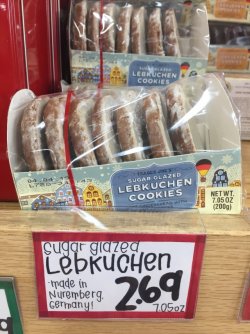 SUGAR GLAZED
LEBKUCHEN
COOKIES
SUGAR GLAZED
LEBKUCHEN
COOKIES
NET WT.
7.05 OZ
(200g)
sugar glazed
Lebkuchen
made in
Nuremberg,
Germany!
2.69
7.05oz